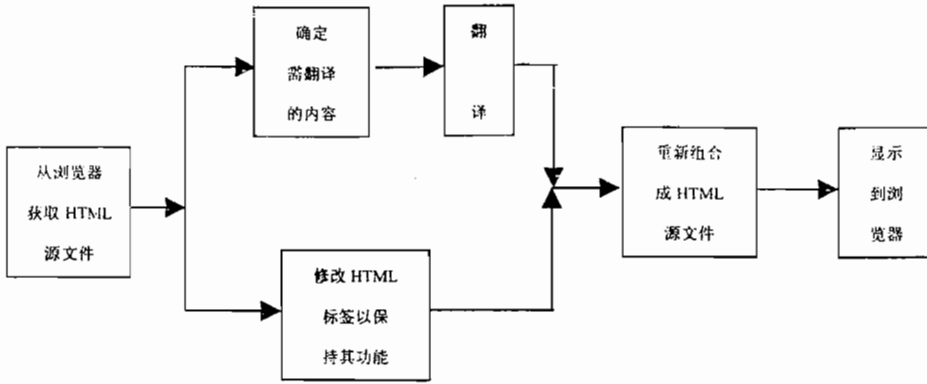 从浏览器
获取 HTML
源文件
确定
需翻译
的内容
翻
译
修改 HTML
标签以保
持其功能
重新组合
成 HTML
源文件
显示
到浏
览器